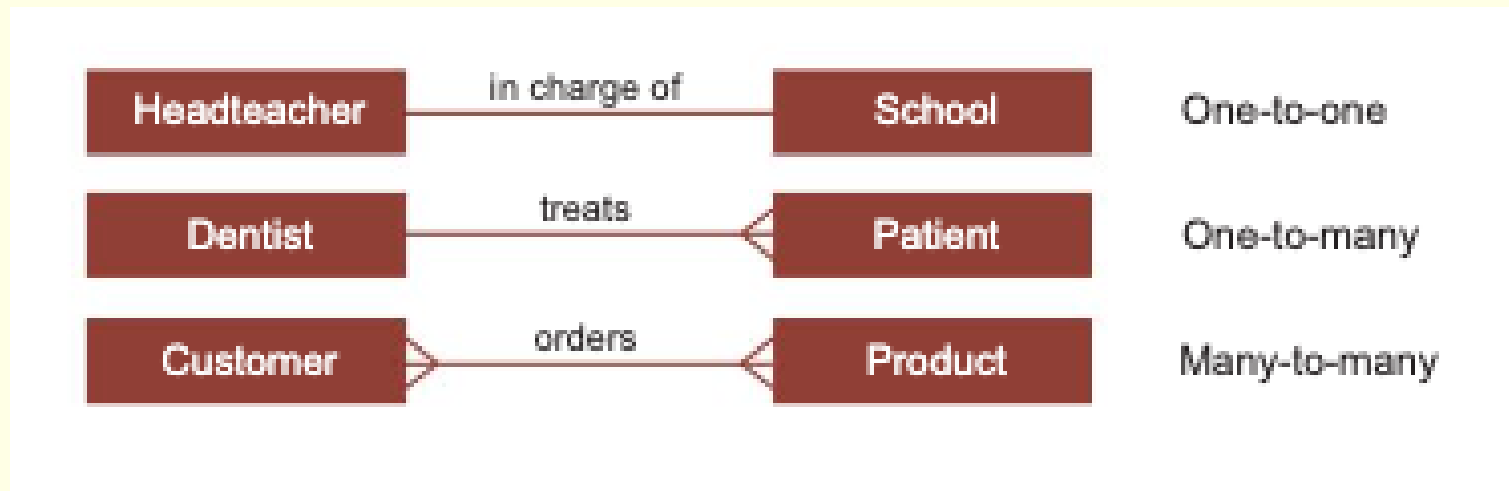 Headteacher in charge of School One-to-one
Dentist treats Patient One-to-many
Customer orders Product Many-to-many